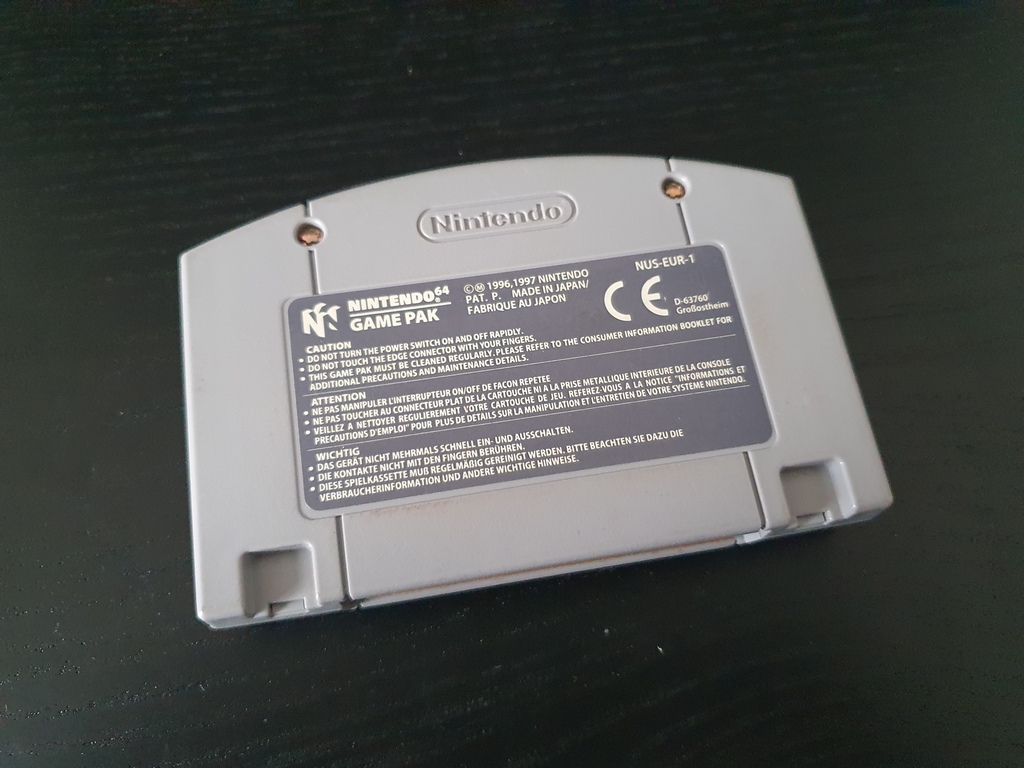 Nintendo
NINTENDO64
GAME PAK
©Ⓜ 1996,1997 NINTENDO
PAT. P. MADE IN JAPAN/
FABRIQUE AU JAPON
NUS-EUR-1
CE
D-63760
Großostheim
CAUTION
• DO NOT TURN THE POWER SWITCH ON AND OFF RAPIDLY.
• DO NOT TOUCH THE EDGE CONNECTOR WITH YOUR FINGERS.
• THIS GAME PAK MUST BE CLEANED REGULARLY. PLEASE REFER TO THE CONSUMER INFORMATION BOOKLET FOR
ADDITIONAL PRECAUTIONS AND MAINTENANCE DETAILS.
ATTENTION
• NE PAS MANIPULER L'INTERRUPTEUR ON/OFF DE FACON REPETEE
• NE PAS TOUCHER AU CONNECTEUR PLAT DE LA CARTOUCHE NI A LA PRISE METALLIQUE INTERIEURE DE LA CONSOLE
• VEILLEZ A NETTOYER REGULIEREMENT VOTRE CARTOUCHE DE JEU. REFEREZ-VOUS A LA NOTICE "INFORMATIONS ET
PRECAUTIONS D'EMPLOI" POUR PLUS DE DETAILS SUR LA MANIPULATION ET L'ENTRETIEN DE VOTRE SYSTEME NINTENDO.
WICHTIG
• DAS GERÄT NICHT MEHRMALS SCHNELL EIN- UND AUSSCHALTEN.
• DIE KONTAKTE NICHT MIT DEN FINGERN BERÜHREN.
• DIESE SPIELKASSETTE MUß REGELMÄßIG GEREINIGT WERDEN. BITTE BEACHTEN SIE DAZU DIE
VERBRAUCHERINFORMATION UND ANDERE WICHTIGE HINWEISE.